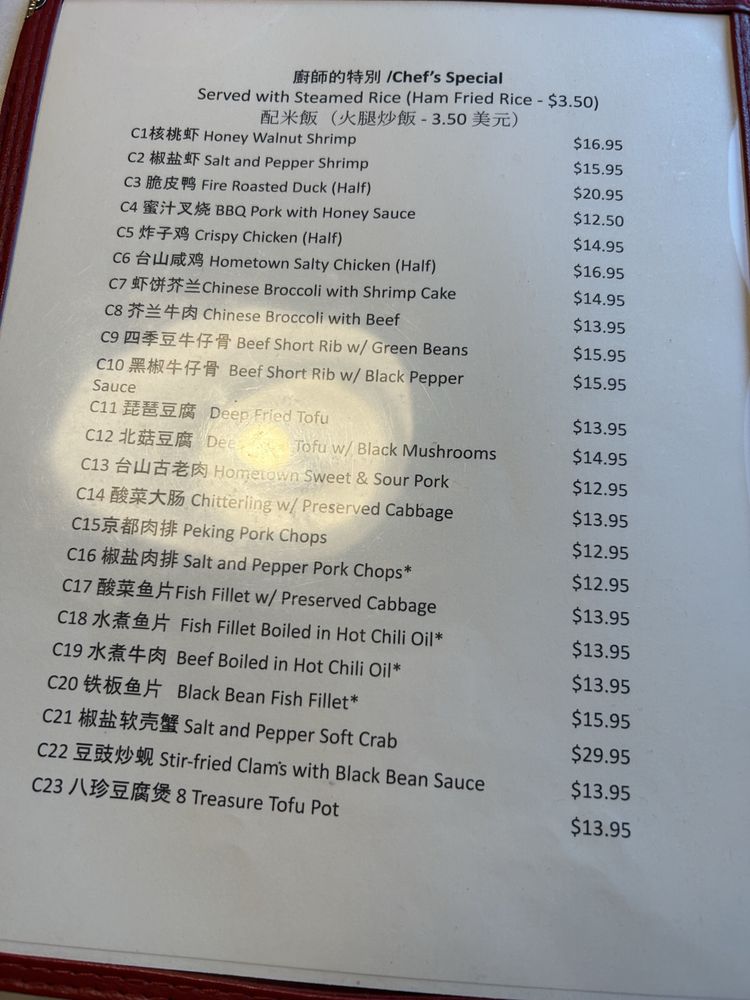 廚師的特別 /Chef's Special
Served with Steamed Rice (Ham Fried Rice - $3.50)
配米飯（火腿炒飯 - 3.50 美元）
C1核桃虾 Honey Walnut Shrimp $16.95
C2 椒盐虾 Salt and Pepper Shrimp $15.95
C3 脆皮鸭 Fire Roasted Duck (Half) $20.95
C4 蜜汁叉烧 BBQ Pork with Honey Sauce $12.50
C5 炸子鸡 Crispy Chicken (Half) $14.95
C6 台山咸鸡 Hometown Salty Chicken (Half) $16.95
C7 虾饼芥兰Chinese Broccoli with Shrimp Cake $14.95
C8 芥兰牛肉 Chinese Broccoli with Beef $13.95
C9 四季豆牛仔骨 Beef Short Rib w/ Green Beans $15.95
C10 黑椒牛仔骨 Beef Short Rib w/ Black Pepper $15.95
Sauce
C11 琵琶豆腐 Deep Fried Tofu $13.95
C12 北菇豆腐 Tofu w/ Black Mushrooms $14.95
C13 台山古老肉 Hometown Sweet & Sour Pork $12.95
C14 酸菜大肠 Chitterling w/ Preserved Cabbage $13.95
C15京都肉排 Peking Pork Chops $12.95
C16 椒盐肉排 Salt and Pepper Pork Chops* $12.95
C17 酸菜鱼片Fish Fillet w/ Preserved Cabbage $13.95
C18 水煮鱼片 Fish Fillet Boiled in Hot Chili Oil* $13.95
C19 水煮牛肉 Beef Boiled in Hot Chili Oil* $13.95
C20 铁板鱼片 Black Bean Fish Fillet* $15.95
C21 椒盐软壳蟹 Salt and Pepper Soft Crab $29.95
C22 豆豉炒蚬 Stir-fried Clams with Black Bean Sauce $13.95
C23 八珍豆腐煲 8 Treasure Tofu Pot $13.95